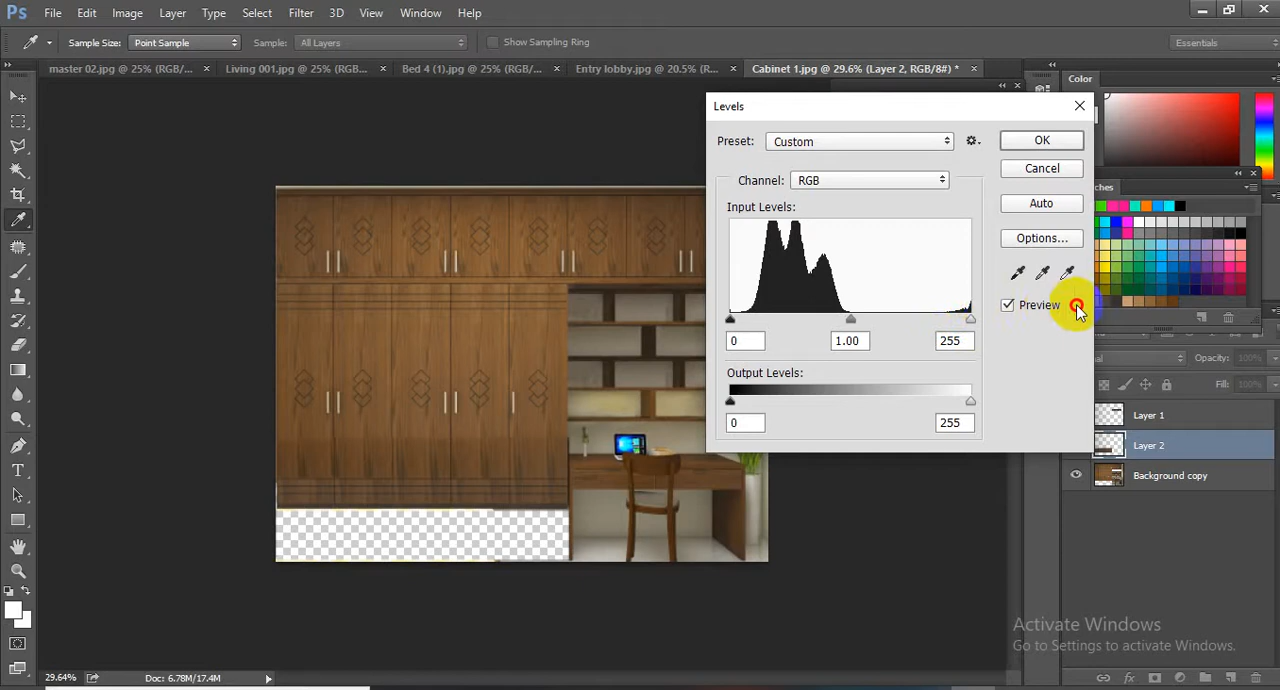 Ps File Edit Image Layer Type Select Filter 3D View Window Help
Sample Size: Point Sample Sample: All Layers Show Sampling Ring Essentials
master 02.jpg @ 25% (RGB/... × Living 001.jpg @ 25% (RGB... × Bed 4 (1).jpg @ 25% (RGB/... × Entry lobby.jpg @ 20.5% (R... × Cabinet 1.jpg @ 29.6% (Layer 2, RGB/8#) * × Color
Levels
Preset: Custom OK
Channel: RGB Cancel
Input Levels: Auto
Options...
Preview
0 1.00 255
Output Levels:
0 255
ches
al Opacity: 100%
Fill: 100%
Layer 1
Layer 2
Background copy
Activate Windows
Go to Settings to activate Windows.
29.64% Doc: 6.78M/17.4M